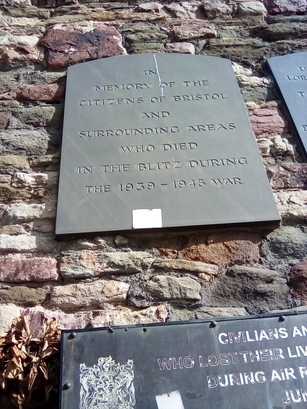 IN
MEMORY OF THE
CITIZENS OF BRISTOL
AND
SURROUNDING AREAS
WHO DIED
IN THE BLITZ DURING
THE 1939 - 1945 WAR
CIVILIANS AN
WHO LOST THEIR LIV
DURING AIR R
JU